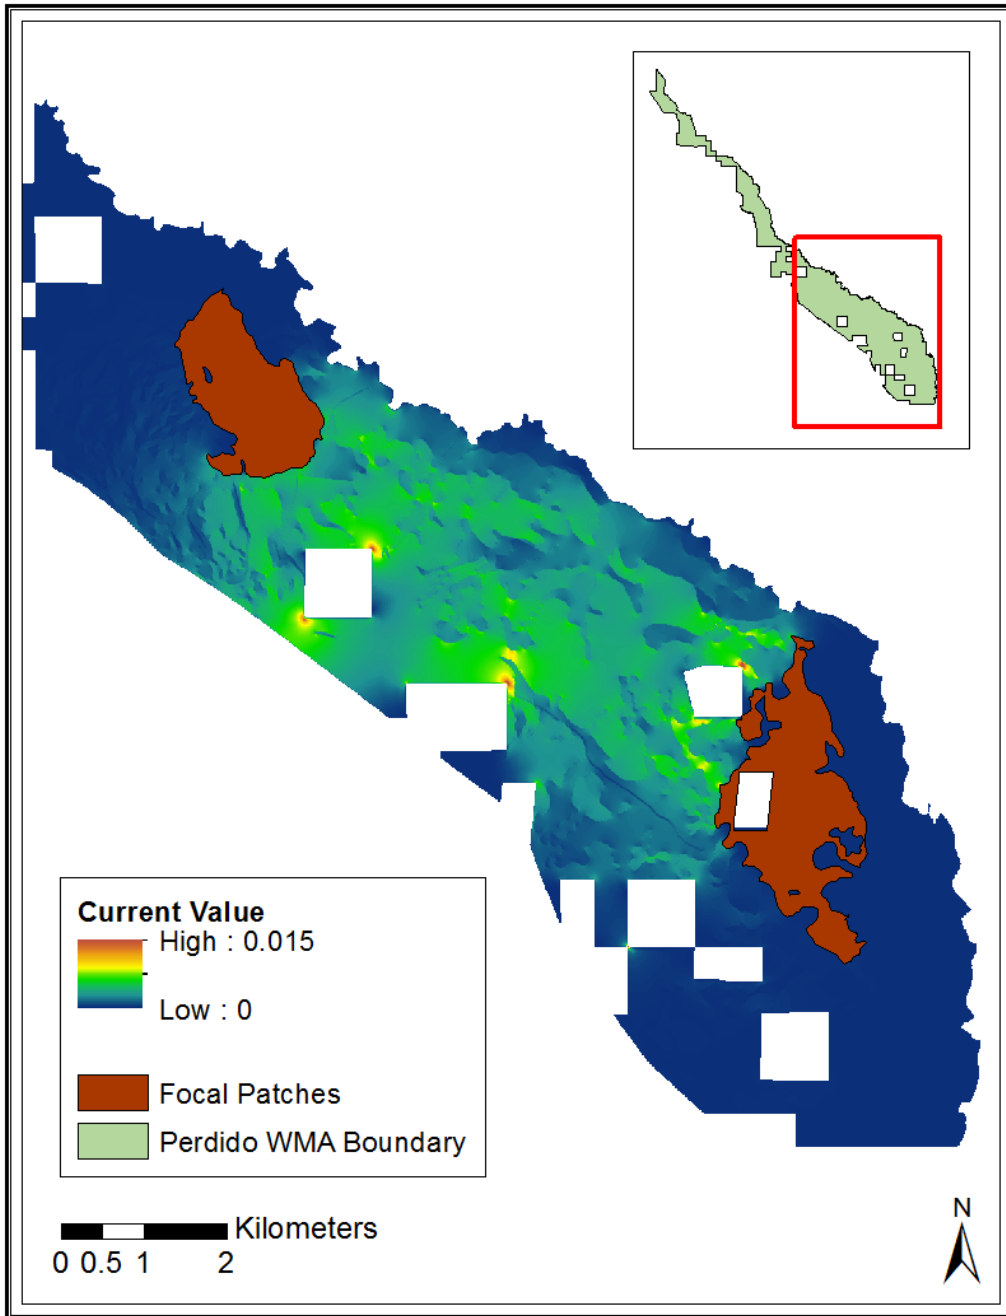 Current Value
High : 0.015
Low : 0
Focal Patches
Perdido WMA Boundary
Kilometers
0 0.5 1 2
N